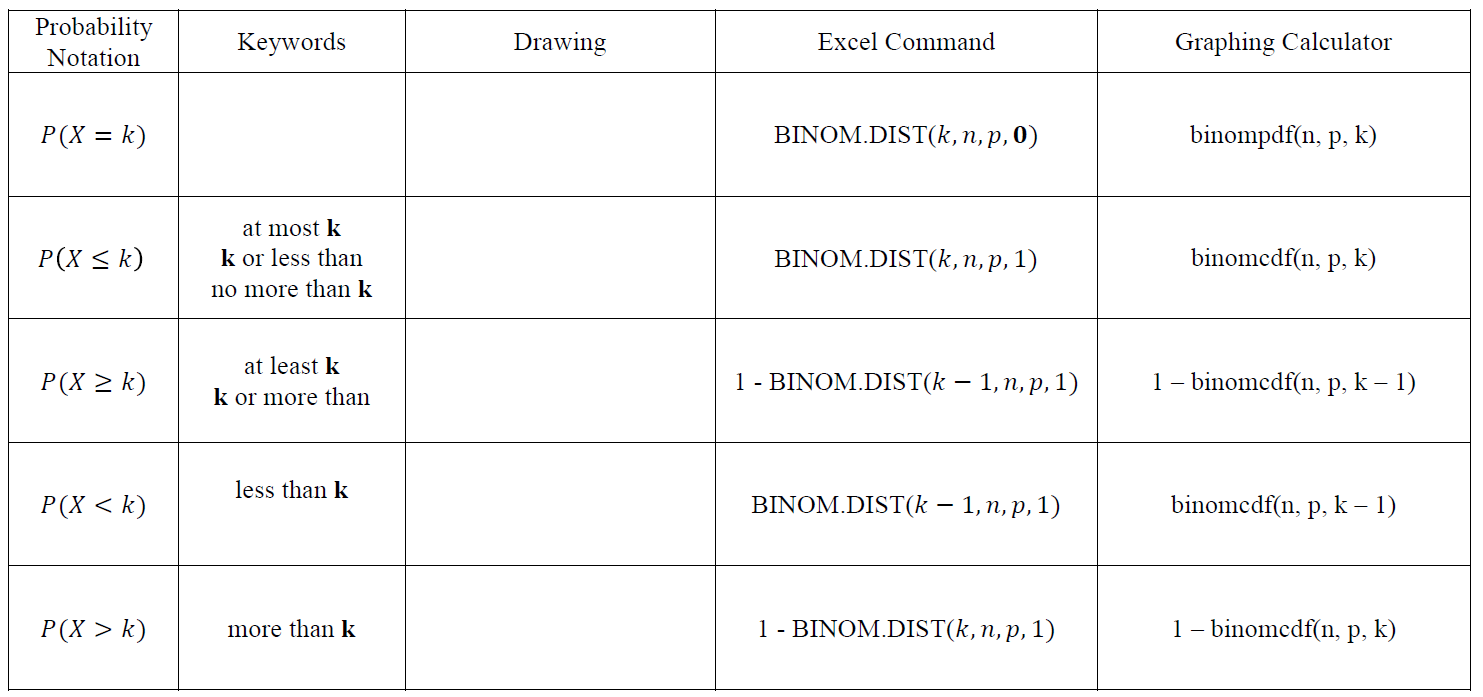 Probability
Notation
Keywords
Drawing
Excel Command
Graphing Calculator
P(X = k)
BINOM.DIST(k, n, p, 0)
binompdf(n, p, k)
P(X ≤ k)
at most k
k or less than
no more than k
BINOM.DIST(k, n, p, 1)
binomcdf(n, p, k)
P(X ≥ k)
at least k
k or more than
1 - BINOM.DIST(k − 1, n, p, 1)
1 – binomcdf(n, p, k – 1)
P(X < k)
less than k
BINOM.DIST(k − 1, n, p, 1)
binomcdf(n, p, k – 1)
P(X > k)
more than k
1 - BINOM.DIST(k, n, p, 1)
1 – binomcdf(n, p, k)